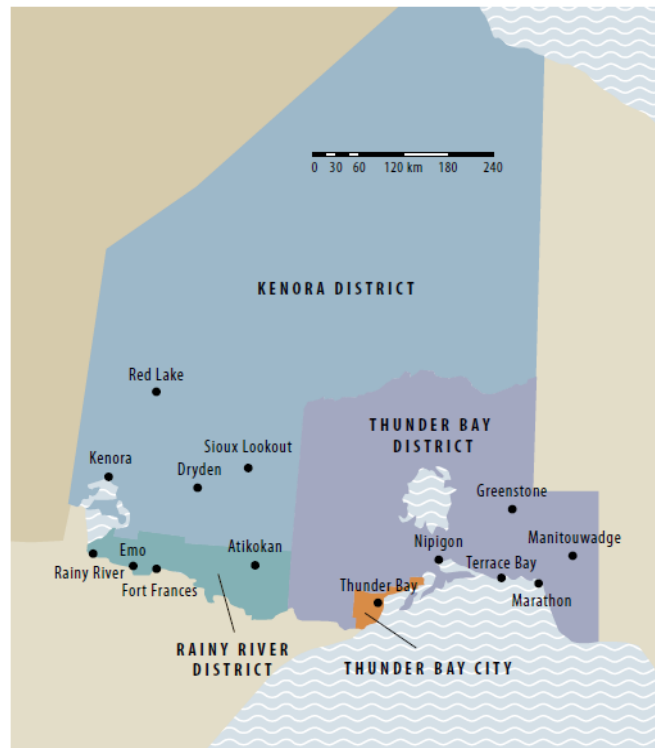 0 30 60 120 km 180 240
KENORA DISTRICT
Red Lake
THUNDER BAY
DISTRICT
Sioux Lookout
Kenora
Dryden
Greenstone
Nipigon
Manitouwadge
Emo
Atikokan
Terrace Bay
Rainy River
Fort Frances
Thunder Bay
Marathon
RAINY RIVER
DISTRICT
THUNDER BAY CITY